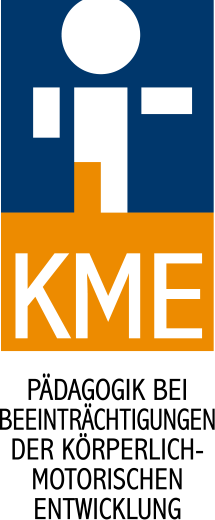 KME
PÄDAGOGIK BEI
BEEINTRÄCHTIGUNGEN
DER KÖRPERLICH-
MOTORISCHEN
ENTWICKLUNG